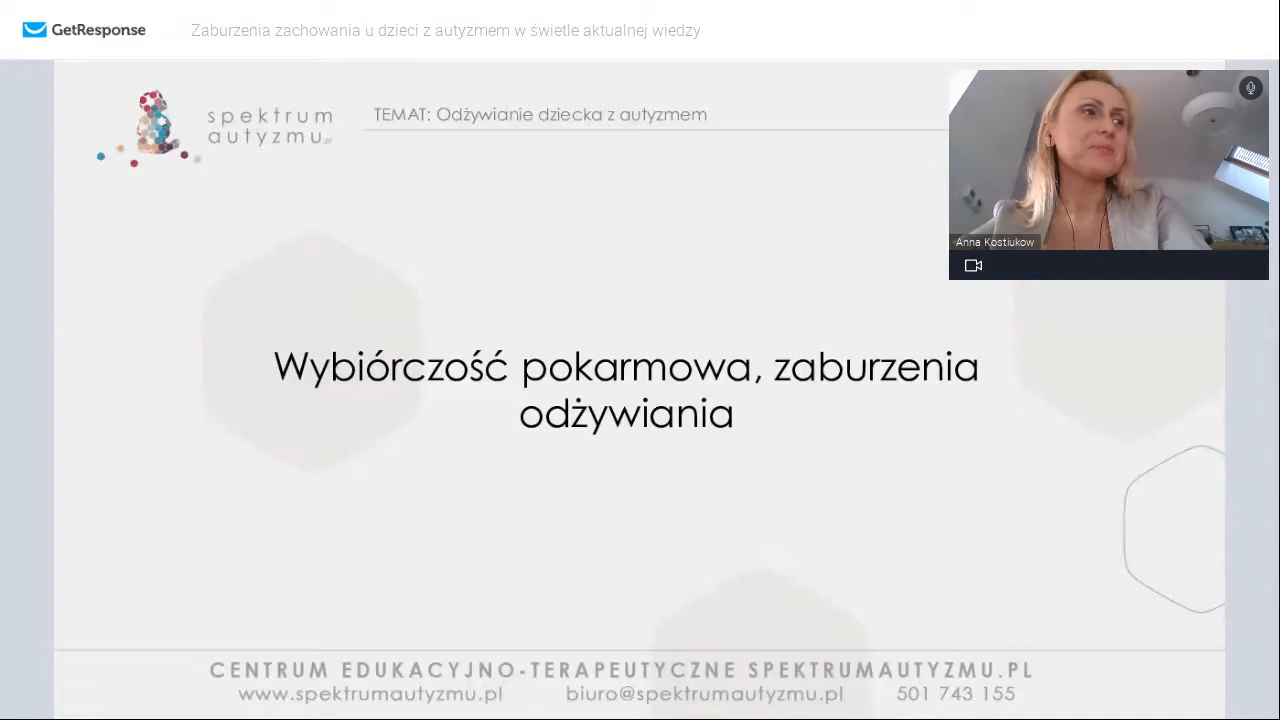 GetResponse
Zaburzenia zachowania u dzieci z autyzmem w świetle aktualnej wiedzy
spektrum
autyzmu.pl
TEMAT: Odżywianie dziecka z autyzmem
Anna Kostiukow
Wybiórczość pokarmowa, zaburzenia
odżywiania
CENTRUM EDUKACYJNO-TERAPEUTYCZNE SPEKTRUMAUTYZMU.PL
www.spektrumautyzmu.pl biuro@spektrumautyzmu.pl 501 743 155